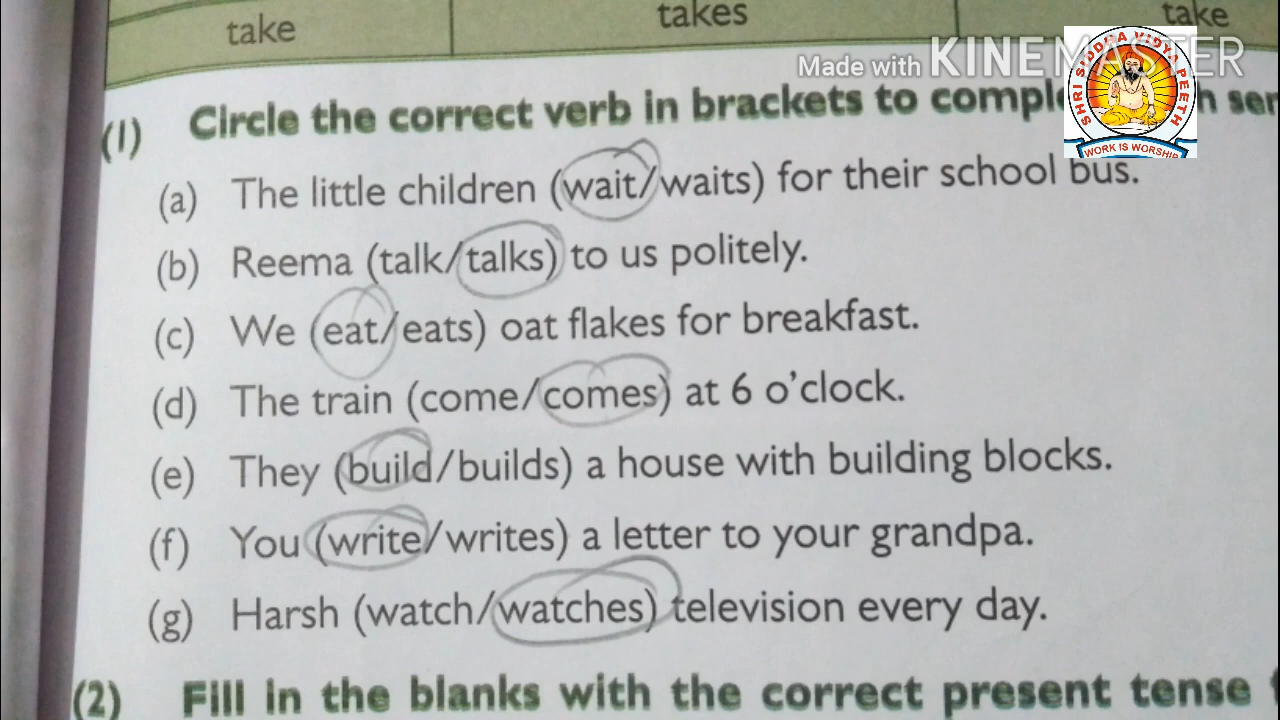 take takes take
Made with KINEMASTER
SHRI SIDDHA VIDYA PEETH
WORK IS WORSHIP
(1) Circle the correct verb in brackets to
(a) The little children (wait/waits) for their school bus.
(b) Reema (talk/talks) to us politely.
(c) We (eat/eats) oat flakes for breakfast.
(d) The train (come/comes) at 6 o'clock.
(e) They (build/builds) a house with building blocks.
(f) You (write/writes) a letter to your grandpa.
(g) Harsh (watch/watches) television every day.
(2) Fill in the blanks with the correct present tense